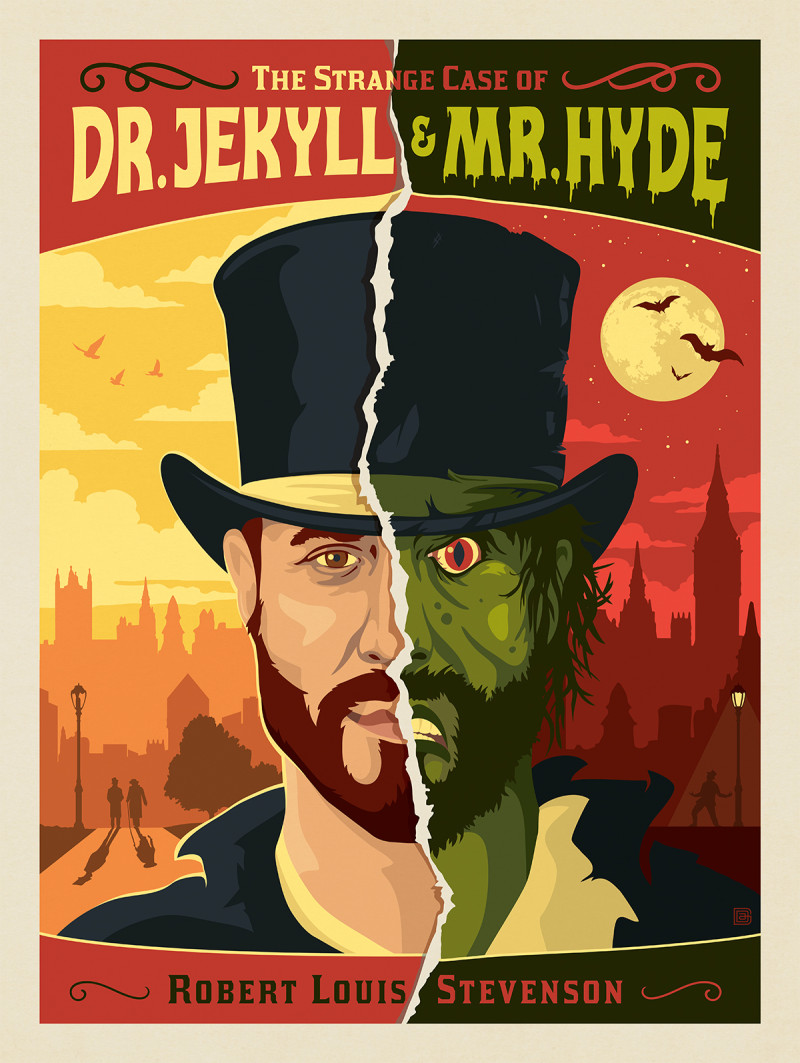 The Strange Case of
Dr. Jekyll & Mr. Hyde
Robert Louis Stevenson